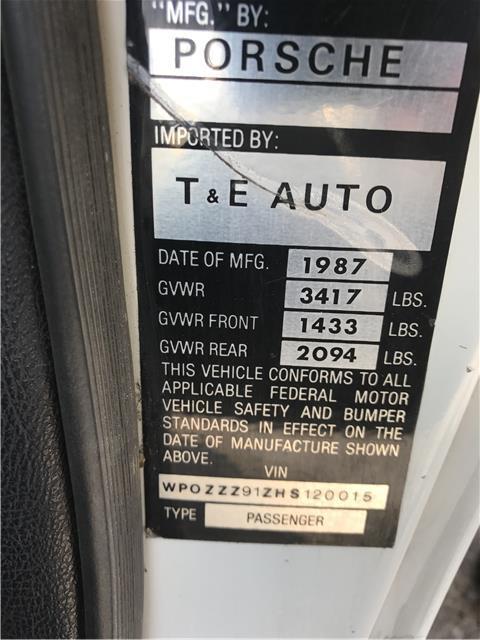 "MFG." BY:
PORSCHE
IMPORTED BY:
T & E AUTO
DATE OF MFG. 1987
GVWR 3417 LBS.
GVWR FRONT 1433 LBS.
GVWR REAR 2094 LBS.
THIS VEHICLE CONFORMS TO ALL
APPLICABLE FEDERAL MOTOR
VEHICLE SAFETY AND BUMPER
STANDARDS IN EFFECT ON THE
DATE OF MANUFACTURE SHOWN
ABOVE.
VIN
WPOZZZ91ZHS120015
TYPE PASSENGER